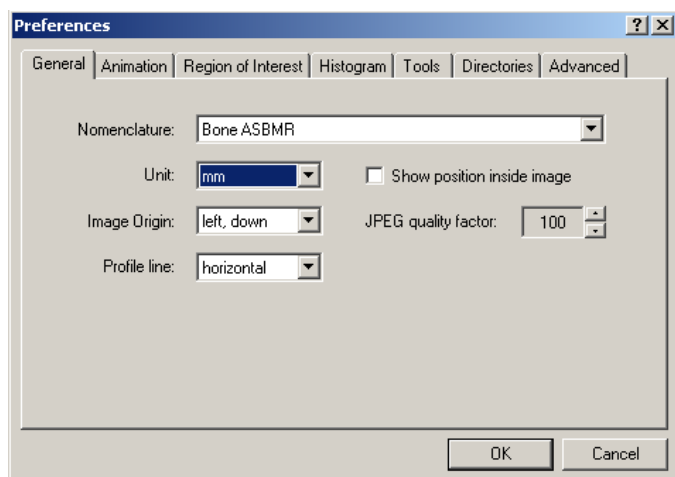 Preferences
General Animation Region of Interest Histogram Tools Directories Advanced
Nomenclature: Bone ASBMR
Unit: mm Show position inside image
Image Origin: left, down JPEG quality factor: 100
Profile line: horizontal
OK Cancel